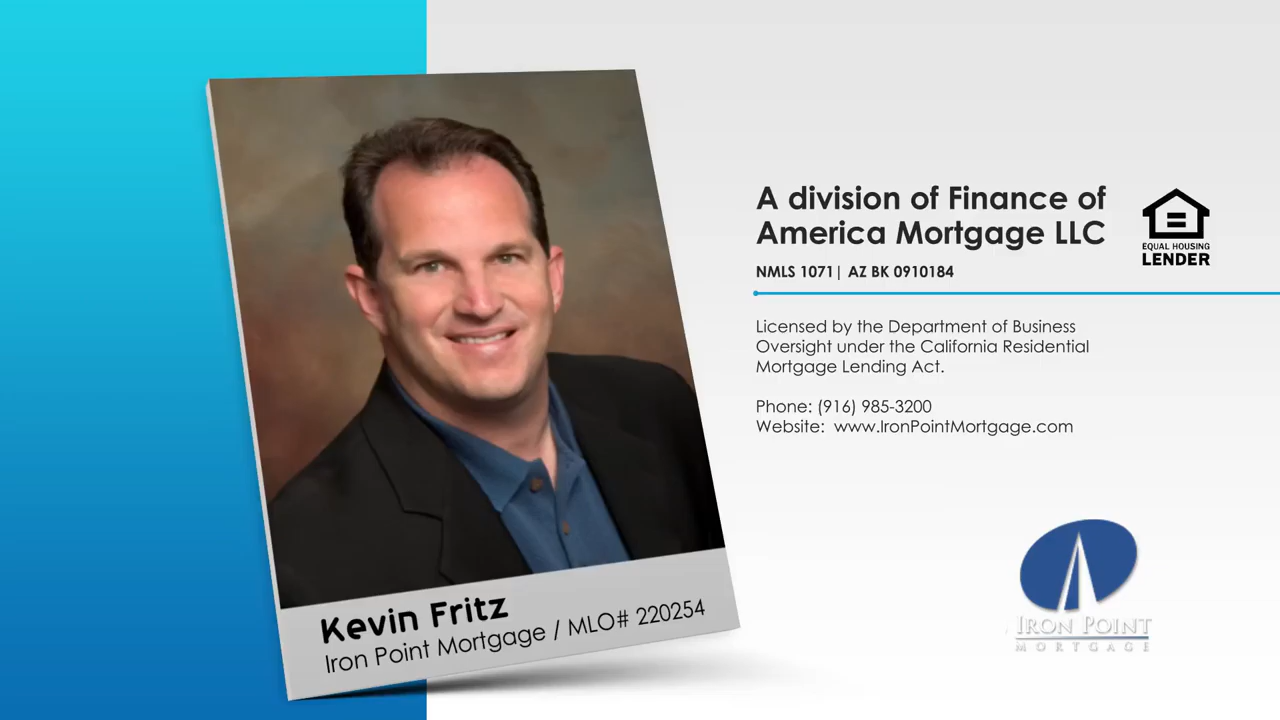 A division of Finance of
America Mortgage LLC
EQUAL HOUSING
LENDER
NMLS 1071| AZ BK 0910184
Licensed by the Department of Business
Oversight under the California Residential
Mortgage Lending Act.
Phone: (916) 985-3200
Website: www.IronPointMortgage.com
Kevin Fritz
Iron Point Mortgage / MLO# 220254
IRON POINT
MORTGAGE